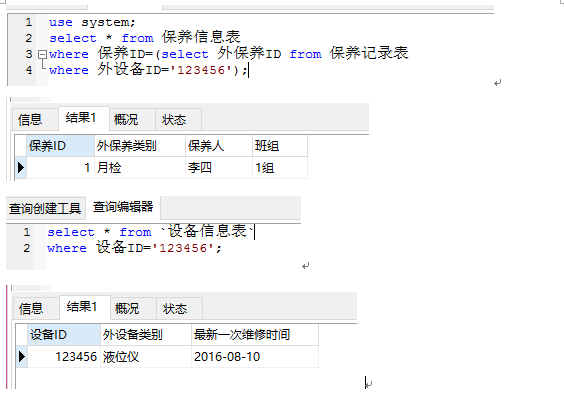 1 use system;
2 select * from 保养信息表
3 where 保养ID=(select 外保养ID from 保养记录表
4 where 外设备ID='123456');
信息 结果1 概况 状态
保养ID 外保养类别 保养人 班组
1 月检 李四 1组
查询创建工具 查询编辑器
1 select * from `设备信息表`
2 where 设备ID='123456';
信息 结果1 概况 状态
设备ID 外设备类别 最新一次维修时间
123456 液位仪 2016-08-10